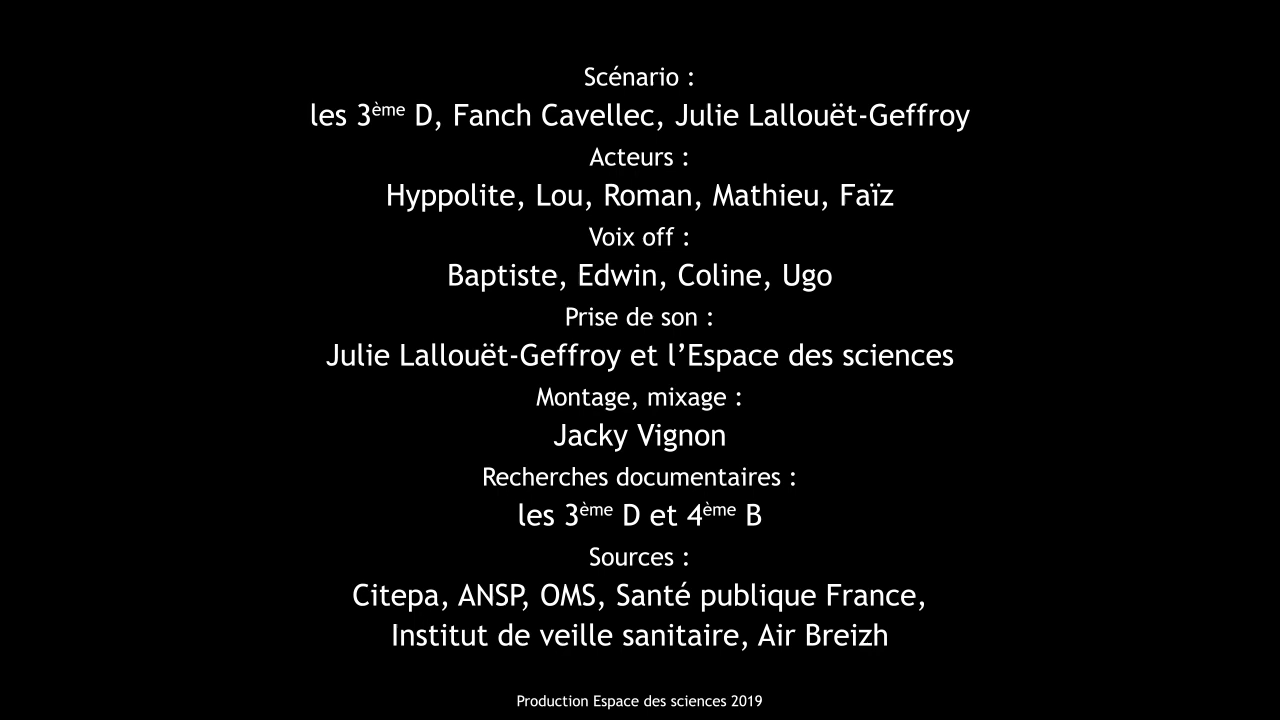 Scénario :
les 3ème D, Fanch Cavellec, Julie Lallouët-Geffroy
Acteurs :
Hyppolite, Lou, Roman, Mathieu, Faïz
Voix off :
Baptiste, Edwin, Coline, Ugo
Prise de son :
Julie Lallouët-Geffroy et l’Espace des sciences
Montage, mixage :
Jacky Vignon
Recherches documentaires :
les 3ème D et 4ème B
Sources :
Citepa, ANSP, OMS, Santé publique France,
Institut de veille sanitaire, Air Breizh
Production Espace des sciences 2019